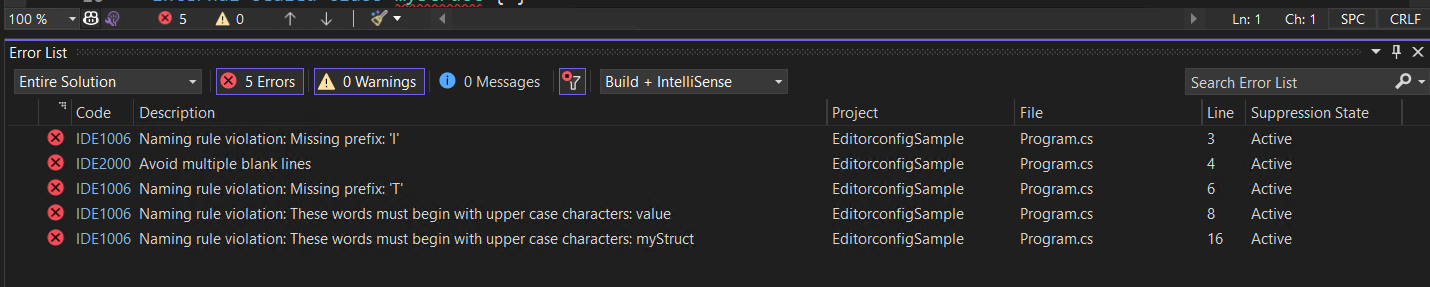 100 % 5 0 Ln: 1 Ch: 1 SPC CRLF
Error List
Entire Solution 5 Errors 0 Warnings 0 Messages Build + IntelliSense Search Error List
Code Description Project File Line Suppression State
IDE1006 Naming rule violation: Missing prefix: 'I' EditorconfigSample Program.cs 3 Active
IDE2000 Avoid multiple blank lines EditorconfigSample Program.cs 4 Active
IDE1006 Naming rule violation: Missing prefix: 'T' EditorconfigSample Program.cs 6 Active
IDE1006 Naming rule violation: These words must begin with upper case characters: value EditorconfigSample Program.cs 8 Active
IDE1006 Naming rule violation: These words must begin with upper case characters: myStruct EditorconfigSample Program.cs 16 Active